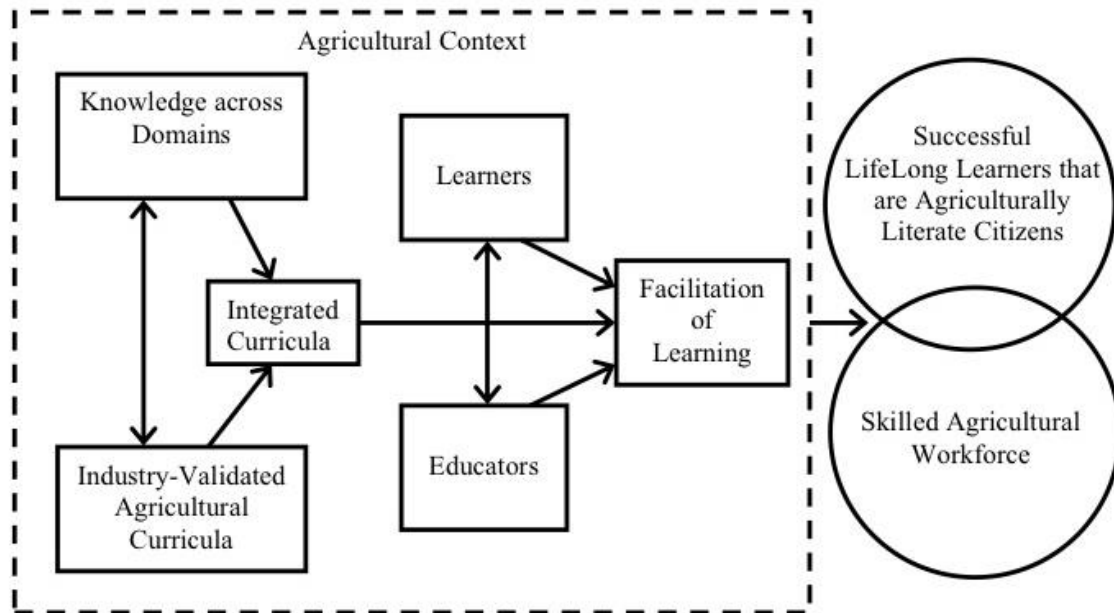 Agricultural Context
Knowledge across
Domains
Integrated
Curricula
Industry-Validated
Agricultural
Curricula
Learners
Educators
Facilitation
of
Learning
Successful
LifeLong Learners that
are Agriculturally
Literate Citizens
Skilled Agricultural
Workforce